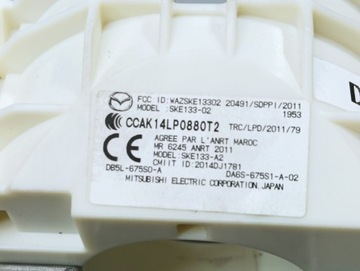 FCC ID:WAZSKE13302 20491/SDPPI/2011
MODEL:SKE133-02 1953
CCAK14LP0880T2 TRC/LPD/2011/79
AGREE PAR L'ANRT MAROC
MR 6245 ANRT 2011
MODEL:SKE133-A2
CMIIT ID:2014DJ1781
DB5L-675S0-A DA6S-675S1-A-02
MITSUBISHI ELECTRIC CORPORATION,JAPAN